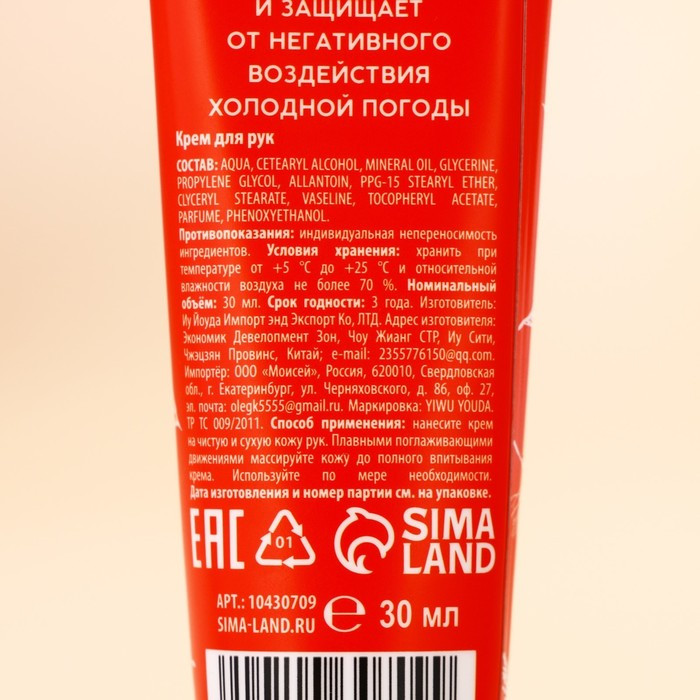 И ЗАЩИЩАЕТ
ОТ НЕГАТИВНОГО
ВОЗДЕЙСТВИЯ
ХОЛОДНОЙ ПОГОДЫ
Крем для рук
СОСТАВ: AQUA, CETEARYL ALCOHOL, MINERAL OIL, GLYCERINE,
PROPYLENE GLYCOL, ALLANTOIN, PPG-15 STEARYL ETHER,
GLYCERYL STEARATE, VASELINE, TOCOPHERYL ACETATE,
PARFUME, PHENOXYETHANOL.
Противопоказания: индивидуальная непереносимость
ингредиентов. Условия хранения: хранить при
температуре от +5 °C до +25 °C и относительной
влажности воздуха не более 70 %. Номинальный
объём: 30 мл. Срок годности: 3 года. Изготовитель:
Иу Йоуда Импорт энд Экспорт Ко, ЛТД. Адрес изготовителя:
Экономик Девелопмент Зон, Чоу Жианг СТР, Иу Сити,
Чжэцзян Провинс, Китай; e-mail: 2355776150@qq.com.
Импортёр: ООО «Моисей», Россия, 620010, Свердловская
обл., г. Екатеринбург, ул. Черняховского, д. 86, оф. 27,
эл. почта: olegk5555@gmail.ru. Маркировка: YIWU YOUDA.
ТР ТС 009/2011. Способ применения: нанесите крем
на чистую и сухую кожу рук. Плавными поглаживающими
движениями массируйте кожу до полного впитывания
крема. Используйте по мере необходимости.
Дата изготовления и номер партии см. на упаковке.
EAC 01 SIMA
LAND
АРТ.: 10430709
SIMA-LAND.RU
e 30 мл